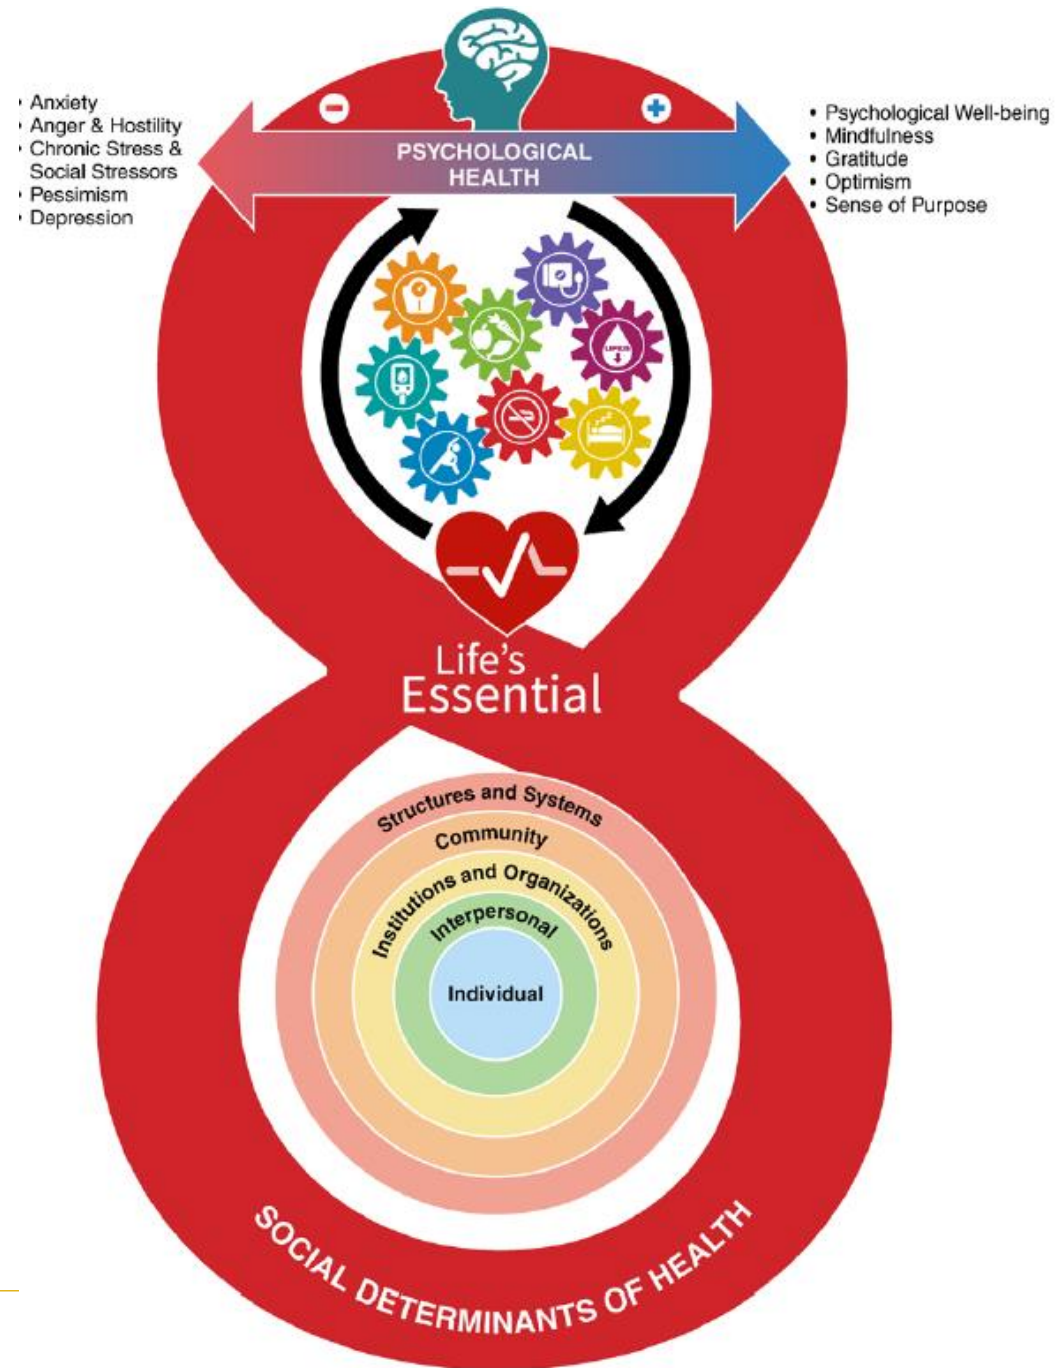 • Anxiety
• Anger & Hostility
• Chronic Stress &
Social Stressors
• Pessimism
• Depression
PSYCHOLOGICAL
HEALTH
• Psychological Well-being
• Mindfulness
• Gratitude
• Optimism
• Sense of Purpose
LIPIDS
Life's
Essential
Structures and Systems
Community
Institutions and Organizations
Interpersonal
Individual
SOCIAL DETERMINANTS OF HEALTH